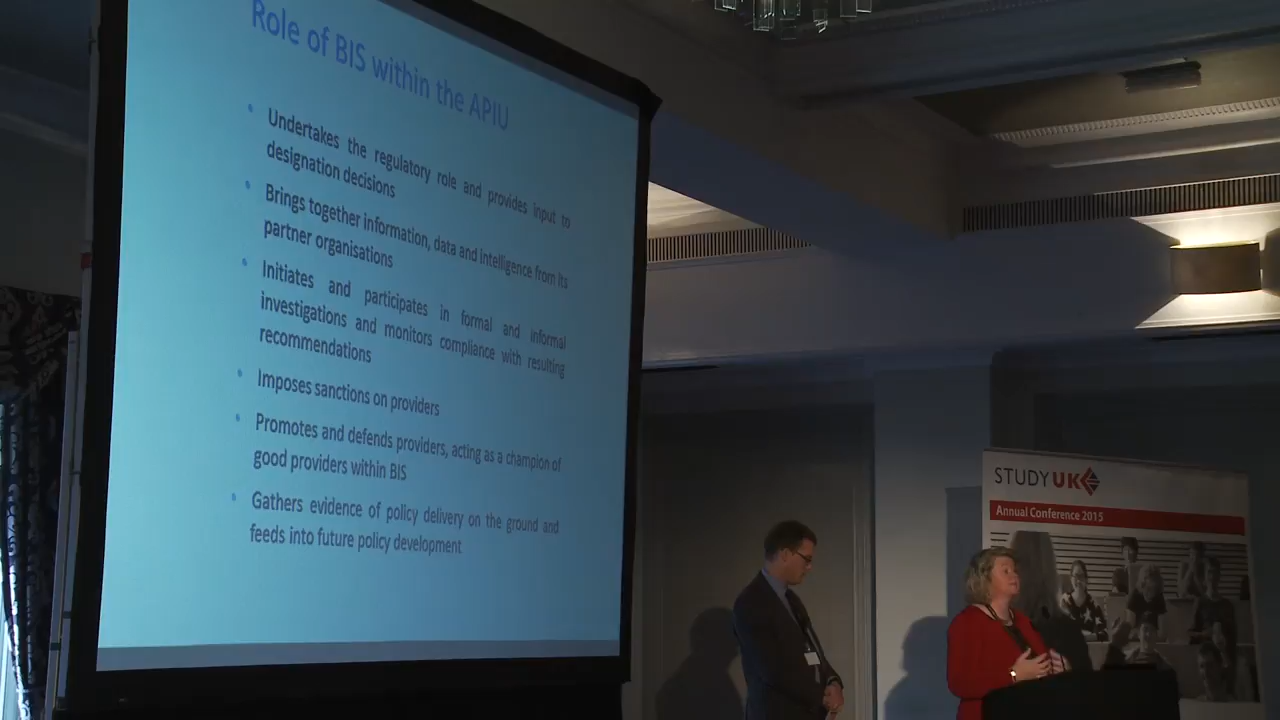 Role of BIS within the APIU
Undertakes the regulatory role and provides input to
designation decisions
Brings together information, data and intelligence from its
partner organisations
Initiates and participates in formal and informal
investigations and monitors compliance with resulting
recommendations
Imposes sanctions on providers
Promotes and defends providers, acting as a champion of
good providers within BIS
Gathers evidence of policy delivery on the ground and
feeds into future policy development
STUDY UK
Annual Conference 2015